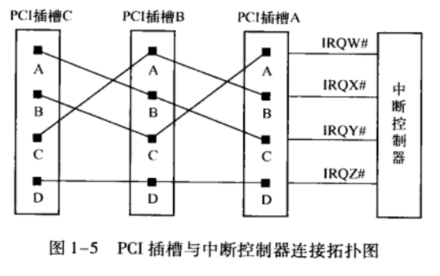 PCI插槽C PCI插槽B PCI插槽A
IRQW#
A A A
IRQX#
B B B
IRQY#
C C C
IRQZ#
D D D
中断控制器
图 1-5 PCI 插槽与中断控制器连接拓扑图